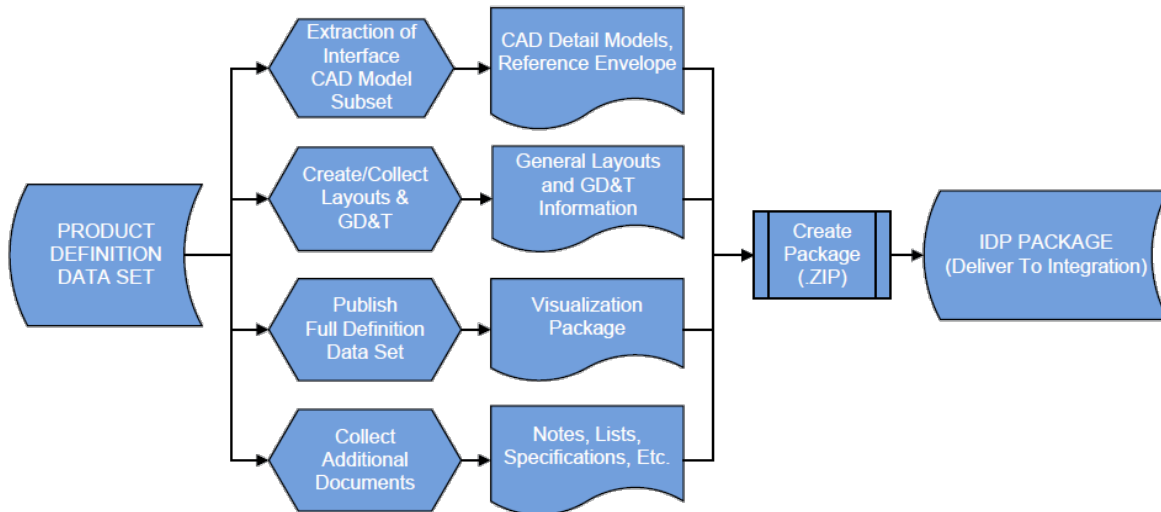 Extraction of
Interface
CAD Model
Subset
CAD Detail Models,
Reference Envelope
Create/Collect
Layouts &
GD&T
General Layouts
and GD&T
Information
PRODUCT
DEFINITION
DATA SET
Create
Package
(.ZIP)
IDP PACKAGE
(Deliver To Integration)
Publish
Full Definition
Data Set
Visualization
Package
Collect
Additional
Documents
Notes, Lists,
Specifications, Etc.